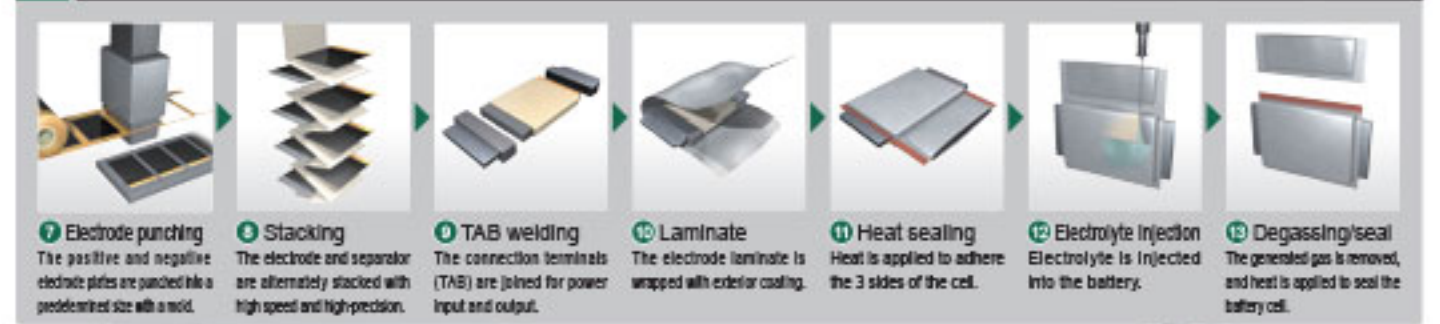 7 Electrode punching
The positive and negative
electrode plates are punched into a
predetermined size with a mold.
8 Stacking
The electrode and separator
are alternately stacked with
high speed and high-precision.
9 TAB welding
The connection terminals
(TAB) are joined for power
input and output.
10 Laminate
The electrode laminate is
wrapped with exterior coating.
11 Heat sealing
Heat is applied to adhere
the 3 sides of the cell.
12 Electrolyte injection
Electrolyte is injected
into the battery.
13 Degassing/seal
The generated gas is removed,
and heat is applied to seal the
battery cell.